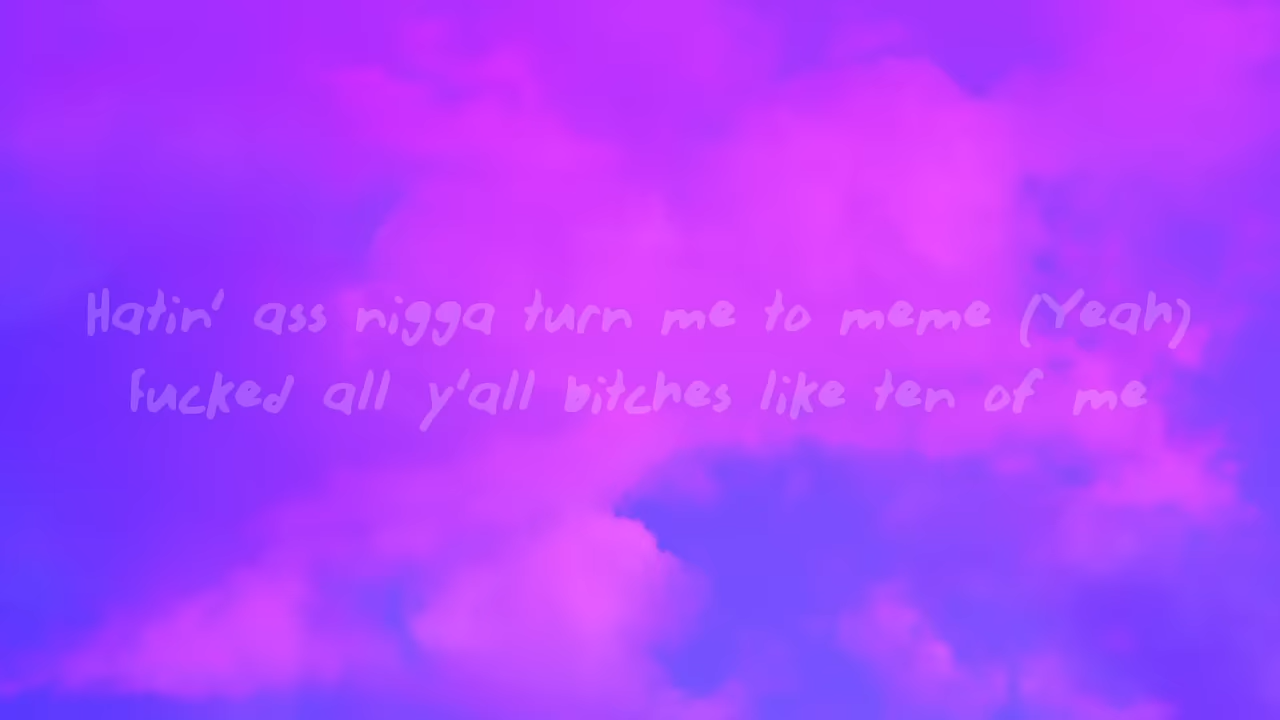 Hatin' ass nigga turn me to meme (Yeah)
Fucked all y'all bitches like ten of me